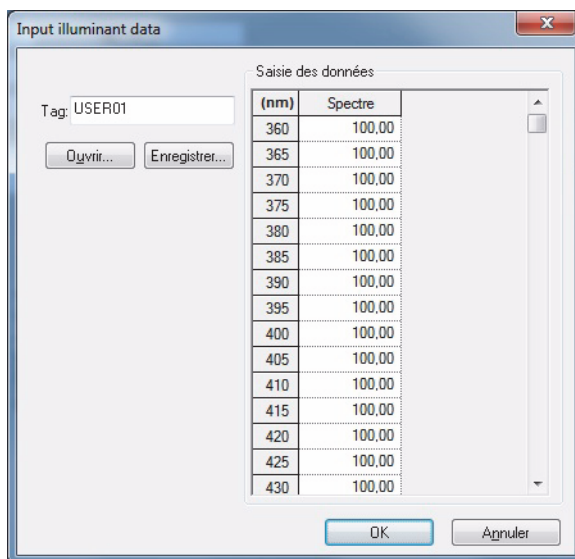 Input illuminant data
Tag: USER01
Ouvrir...
Enregistrer...
Saisie des données
(nm) Spectre
360 100,00
365 100,00
370 100,00
375 100,00
380 100,00
385 100,00
390 100,00
395 100,00
400 100,00
405 100,00
410 100,00
415 100,00
420 100,00
425 100,00
430 100,00
OK
Annuler